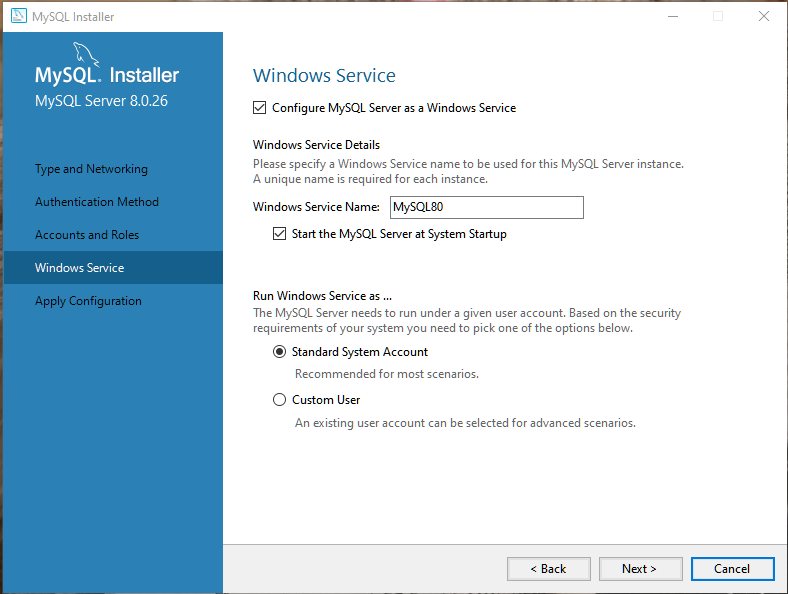 MySQL Installer
MySQL. Installer
MySQL Server 8.0.26
Type and Networking
Authentication Method
Accounts and Roles
Windows Service
Apply Configuration
Windows Service
Configure MySQL Server as a Windows Service
Windows Service Details
Please specify a Windows Service name to be used for this MySQL Server instance.
A unique name is required for each instance.
Windows Service Name: MySQL80
Start the MySQL Server at System Startup
Run Windows Service as ...
The MySQL Server needs to run under a given user account. Based on the security
requirements of your system you need to pick one of the options below.
Standard System Account
Recommended for most scenarios.
Custom User
An existing user account can be selected for advanced scenarios.
< Back Next > Cancel